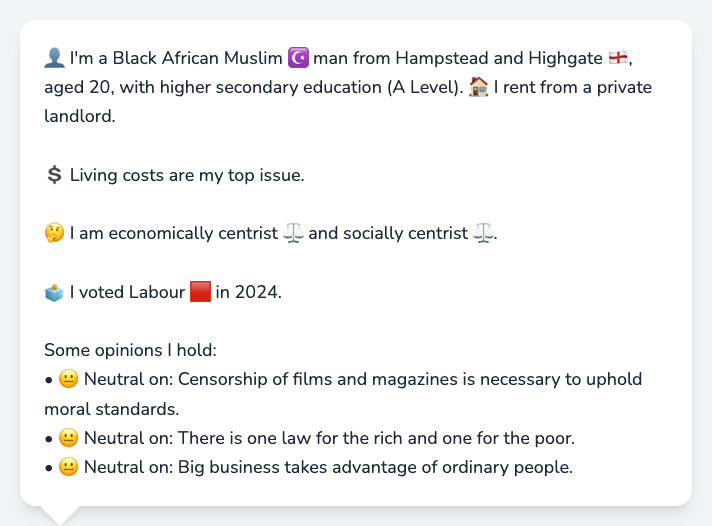 👤 I'm a Black African Muslim ☪️ man from Hampstead and Highgate 🏴󠁧󠁢󠁥󠁮󠁧󠁿,
aged 20, with higher secondary education (A Level). 🏠 I rent from a private
landlord.
💲 Living costs are my top issue.
🤔 I am economically centrist ⚖️ and socially centrist ⚖️.
🗳️ I voted Labour 🟥 in 2024.
Some opinions I hold:
• 😐 Neutral on: Censorship of films and magazines is necessary to uphold
moral standards.
• 😐 Neutral on: There is one law for the rich and one for the poor.
• 😐 Neutral on: Big business takes advantage of ordinary people.